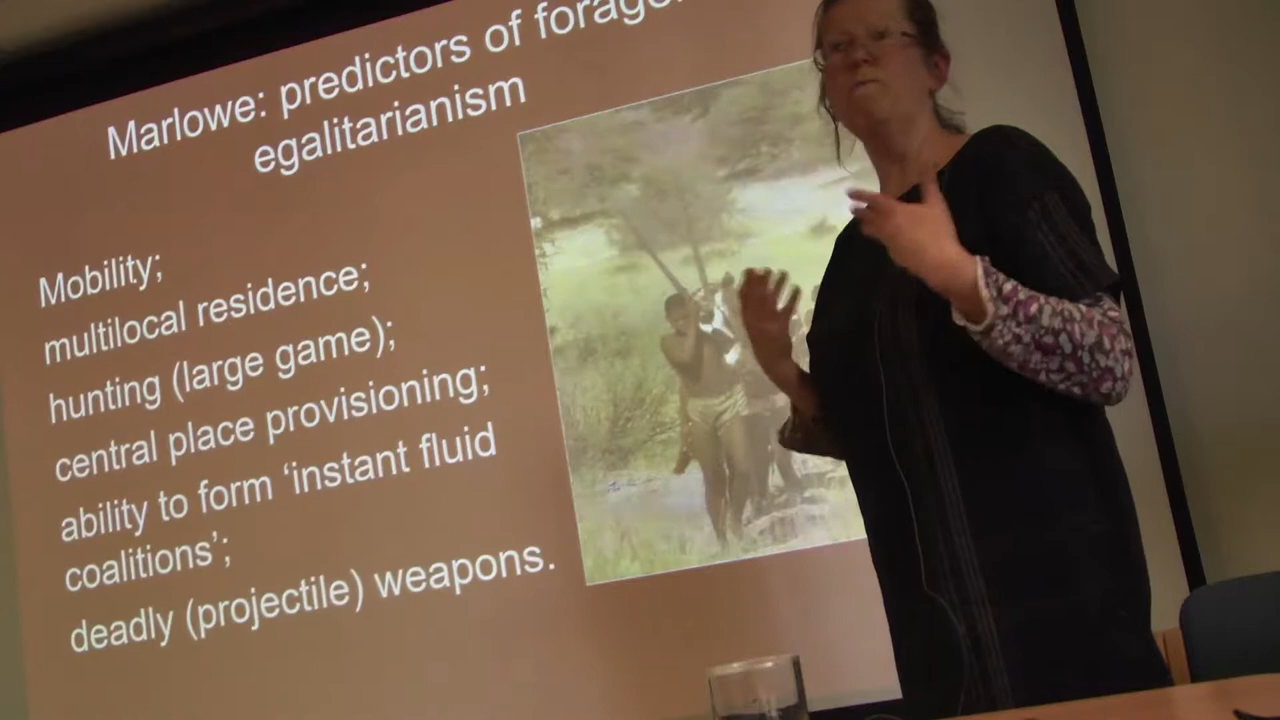 Marlowe: predictors of
egalitarianism
Mobility;
multilocal residence;
hunting (large game);
central place provisioning;
ability to form ‘instant fluid
coalitions’;
deadly (projectile) weapons.